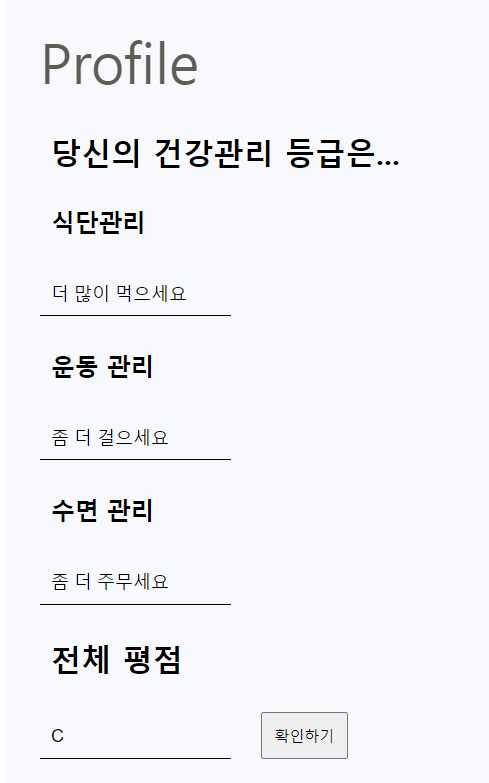 Profile
당신의 건강관리 등급은...
식단관리
더 많이 먹으세요
운동 관리
좀 더 걸으세요
수면 관리
좀 더 주무세요
전체 평점
C 확인하기